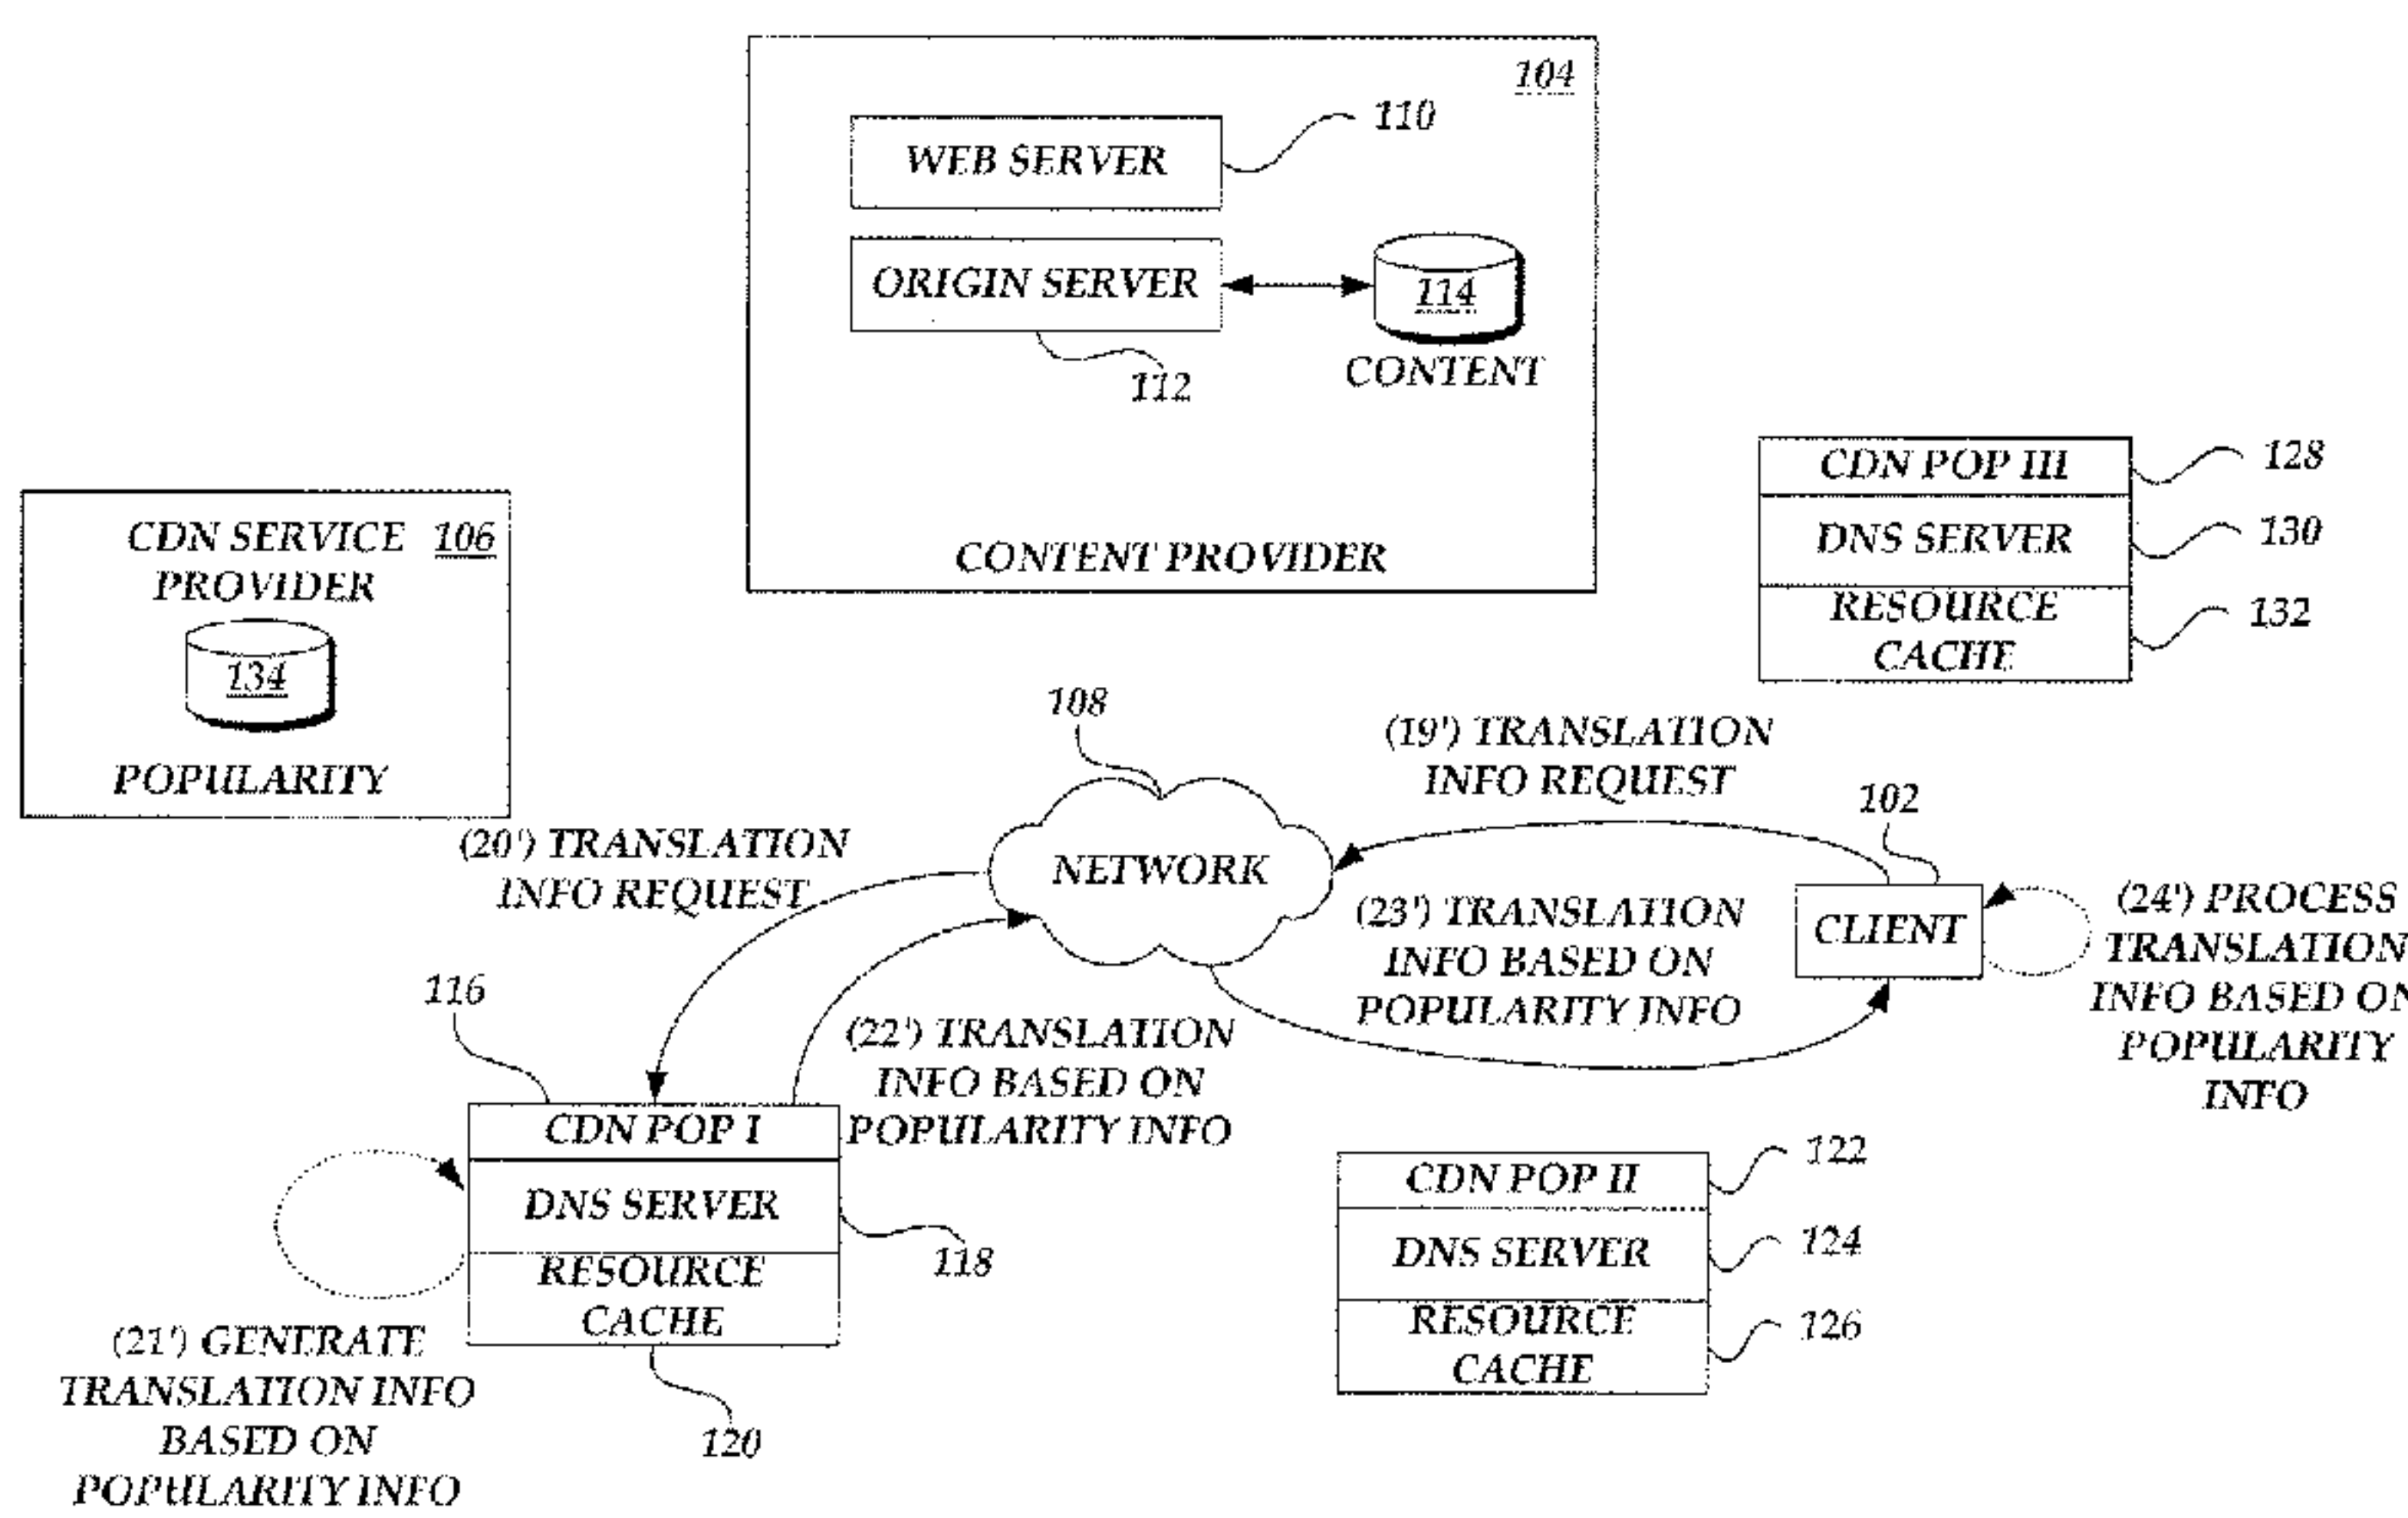 104
110
WEB SERVER
ORIGIN SERVER
114
CONTENT
112
CONTENT PROVIDER
CDN SERVICE 106
PROVIDER
134
POPULARITY
CDN POP III
128
DNS SERVER
130
RESOURCE
CACHE
132
108
NETWORK
(19') TRANSLATION
INFO REQUEST
102
CLIENT
(20') TRANSLATION
INFO REQUEST
(23') TRANSLATION
INFO BASED ON
POPULARITY INFO
(24') PROCESS
TRANSLATION
INFO BASED ON
POPULARITY
INFO
116
(22') TRANSLATION
INFO BASED ON
POPULARITY INFO
CDN POP I
DNS SERVER
118
RESOURCE
CACHE
120
(21') GENERATE
TRANSLATION INFO
BASED ON
POPULARITY INFO
CDN POP II
122
DNS SERVER
124
RESOURCE
CACHE
126